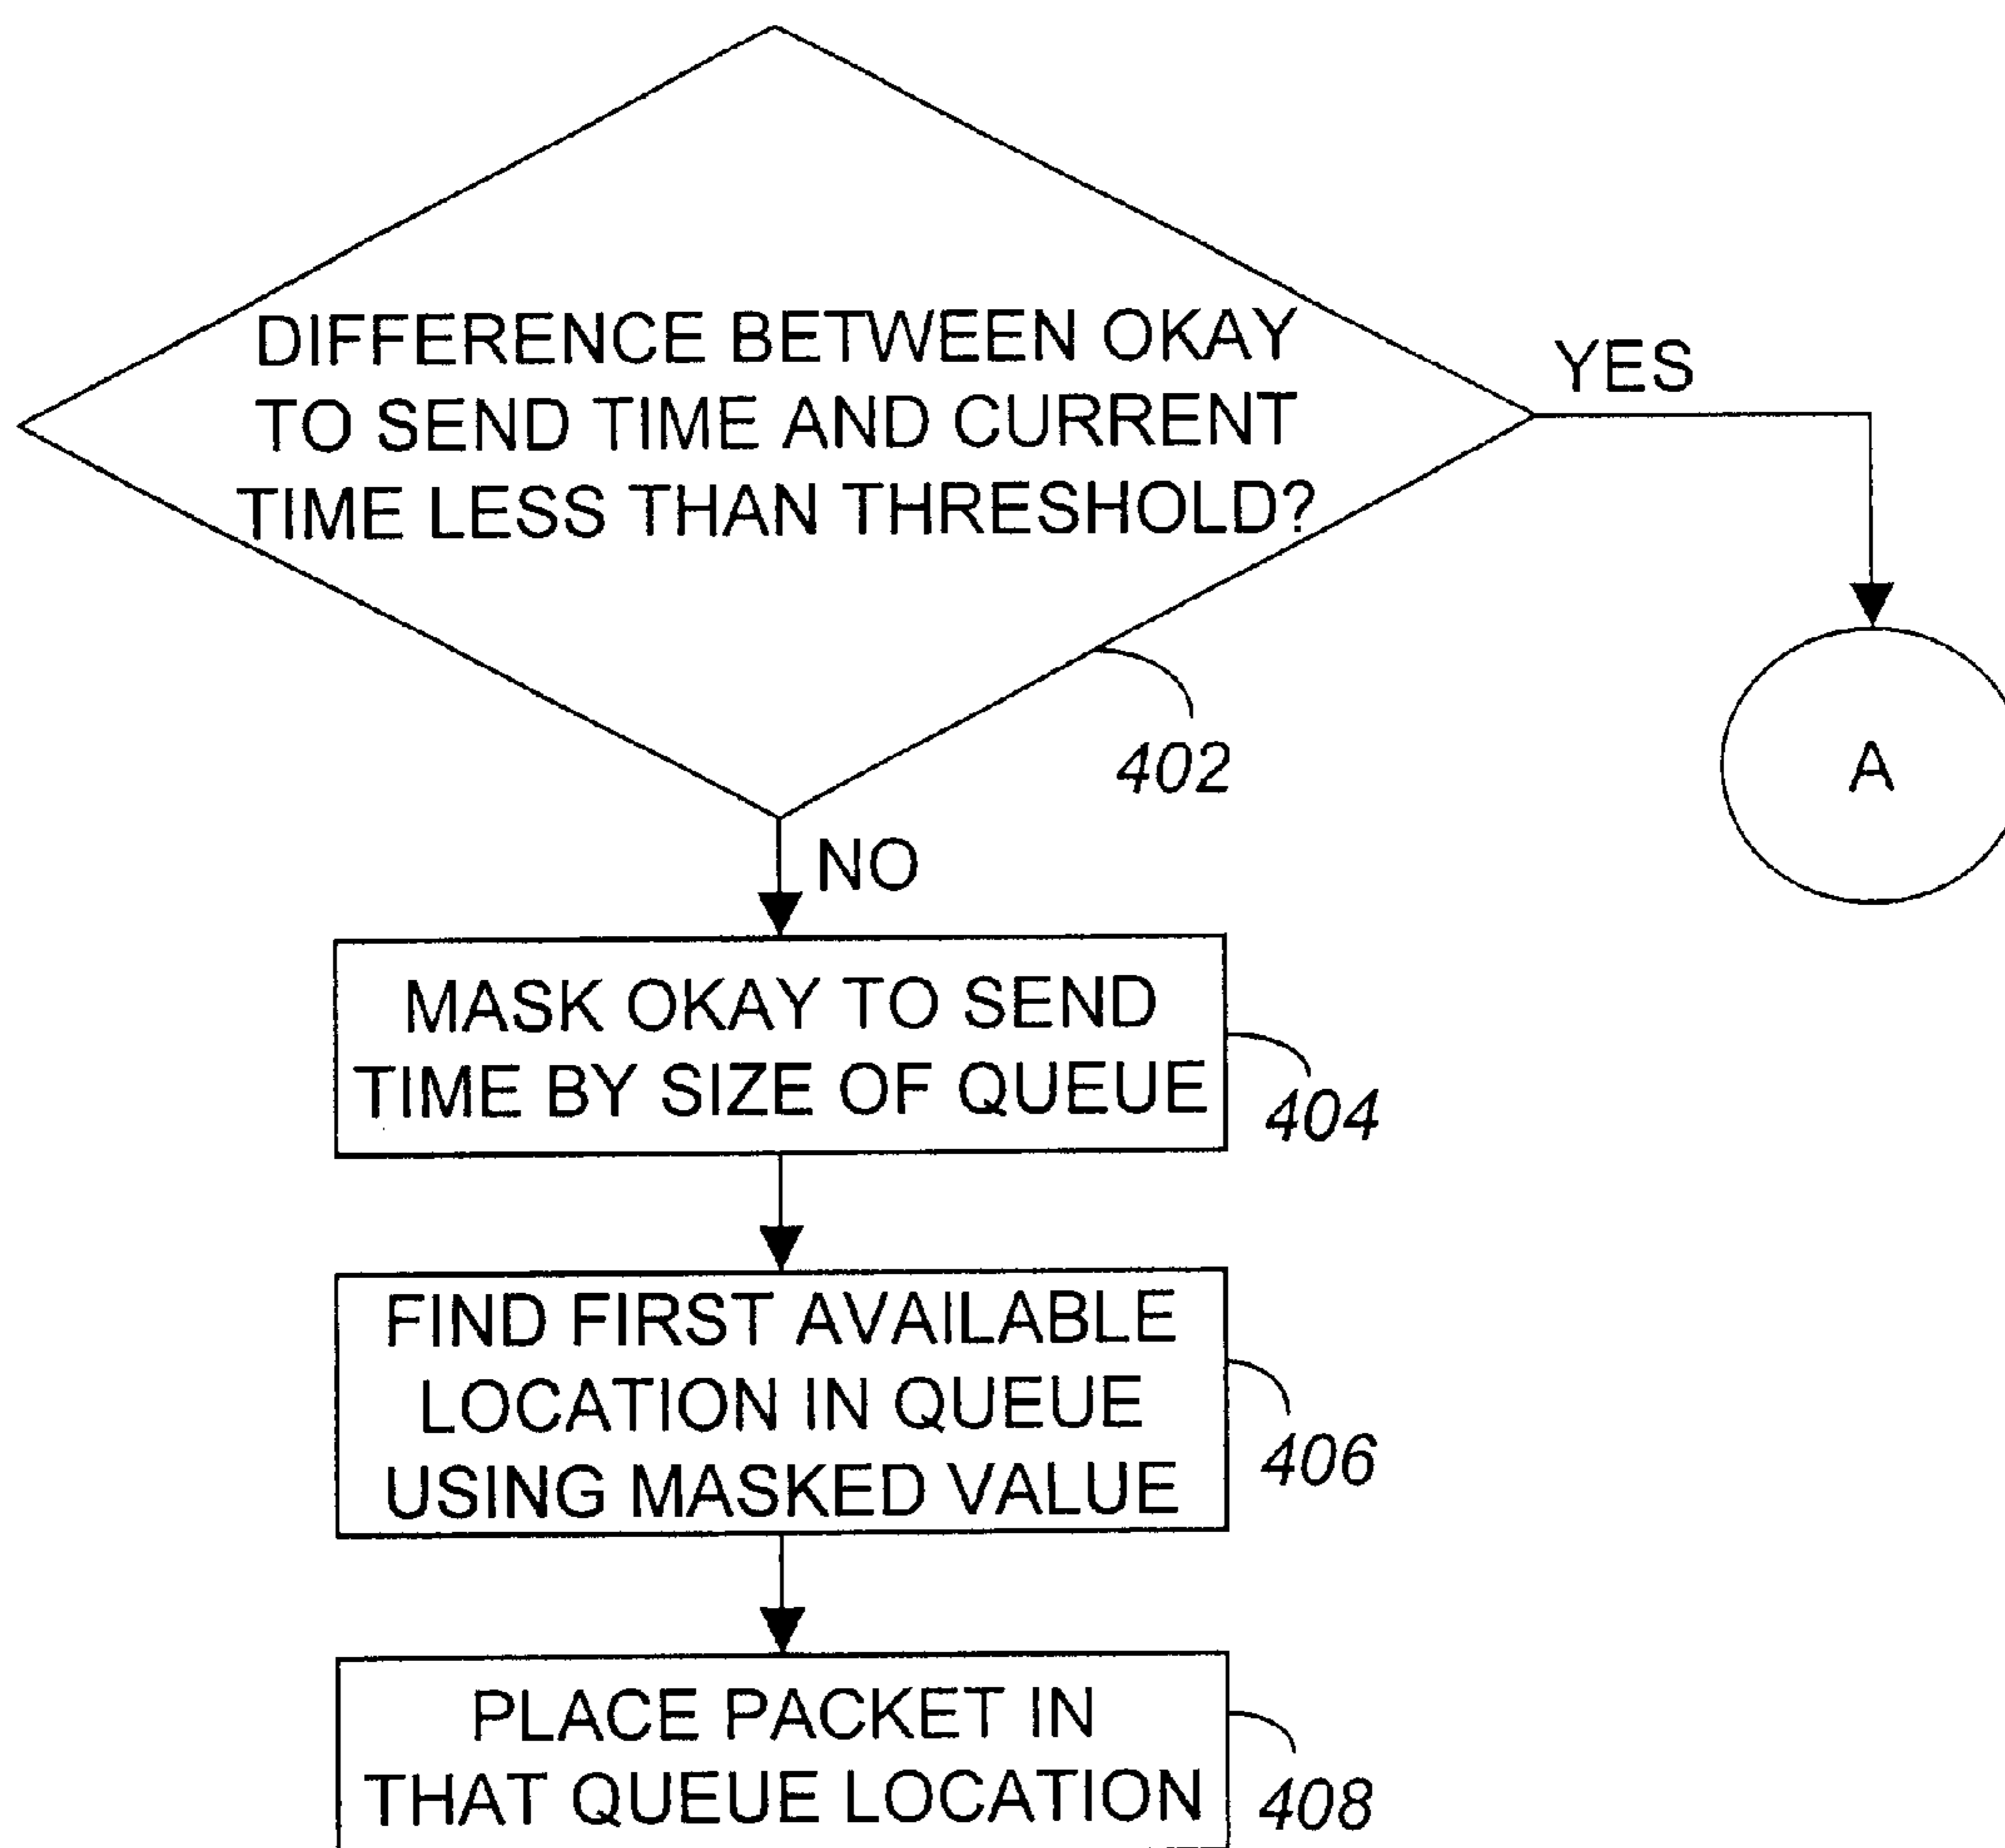 DIFFERENCE BETWEEN OKAY
TO SEND TIME AND CURRENT
TIME LESS THAN THRESHOLD?
YES
402
A
NO
MASK OKAY TO SEND
TIME BY SIZE OF QUEUE
404
FIND FIRST AVAILABLE
LOCATION IN QUEUE
USING MASKED VALUE
406
PLACE PACKET IN
THAT QUEUE LOCATION
408